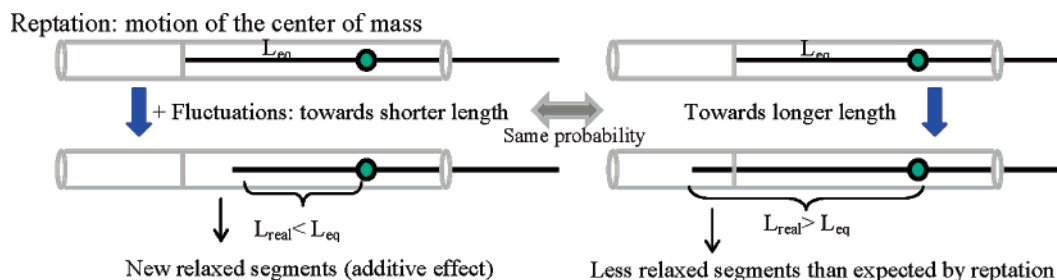 Reptation: motion of the center of mass
Leq
Leq
+ Fluctuations: towards shorter length
Same probability
Towards longer length
Lreal< Leq
Lreal> Leq
New relaxed segments (additive effect)
Less relaxed segments than expected by reptation